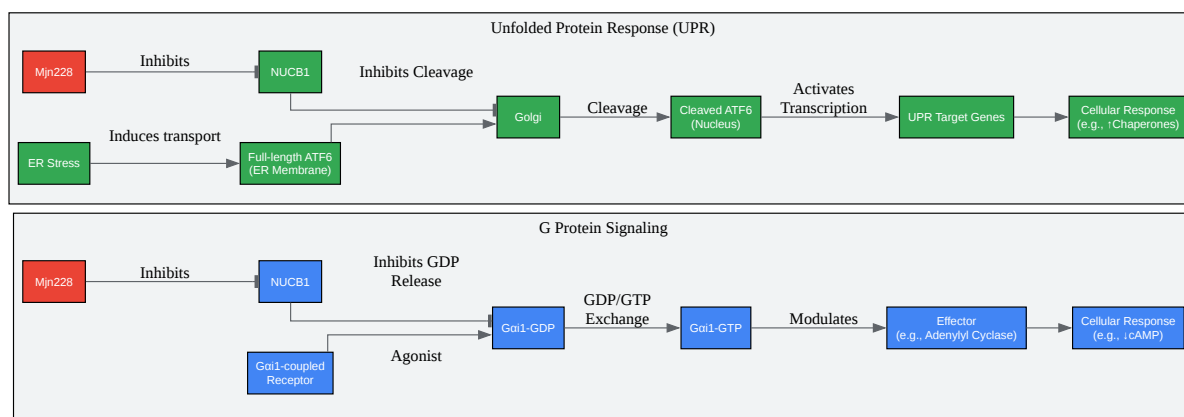 Unfolded Protein Response (UPR)
Mjn228
Inhibits
NUCB1
Inhibits Cleavage
ER Stress
Induces transport
Full-length ATF6
(ER Membrane)
Golgi
Cleavage
Cleaved ATF6
(Nucleus)
Activates
Transcription
UPR Target Genes
Cellular Response
(e.g., ↑Chaperones)
G Protein Signaling
Mjn228
Inhibits
NUCB1
Inhibits GDP
Release
Gαi1-coupled
Receptor
Agonist
Gαi1-GDP
GDP/GTP
Exchange
Gαi1-GTP
Modulates
Effector
(e.g., Adenylyl Cyclase)
Cellular Response
(e.g., ↓cAMP)